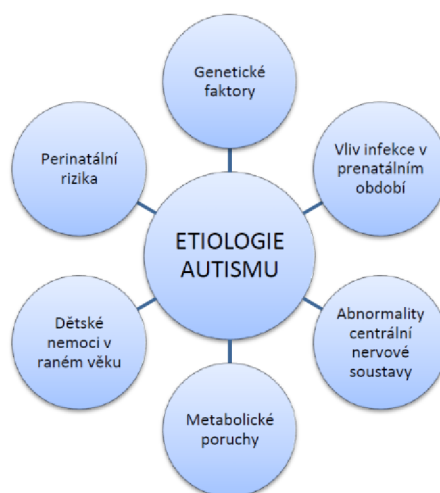 Genetické
faktory
Vliv infekce v
prenatálním
období
Abnormality
centrální
nervové
soustavy
Metabolické
poruchy
Dětské
nemoci v
raném věku
Perinatální
rizika
ETIOLOGIE
AUTISMU